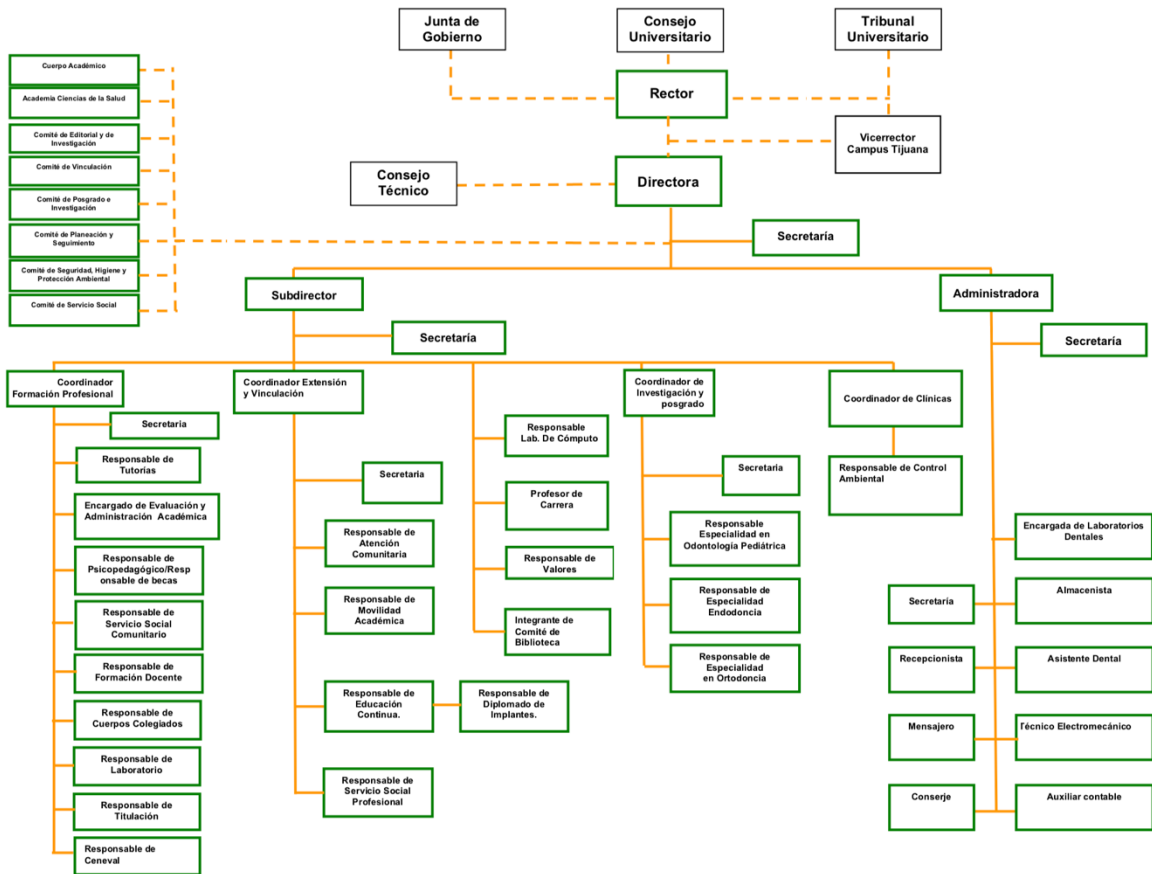 Junta de
Gobierno
Consejo
Universitario
Tribunal
Universitario
Rector
Vicerrector
Campus Tijuana
Consejo
Técnico
Directora
Secretaría
Cuerpo Académico
Academia Ciencias de la Salud
Comité de Editorial y de
Investigación
Comité de Vinculación
Comité de Posgrado e
Investigación
Comité de Planeación y
Seguimiento
Comité de Seguridad, Higiene y
Protección Ambiental
Comité de Servicio Social
Subdirector
Secretaría
Administradora
Secretaría
Coordinador
Formación Profesional
Secretaria
Responsable de
Tutorías
Encargado de Evaluación y
Administración Académica
Responsable de
Psicopedagógico/Resp
onsable de becas
Responsable de
Servicio Social
Comunitario
Responsable de
Formación Docente
Responsable de
Cuerpos Colegiados
Responsable de
Laboratorio
Responsable de
Titulación
Responsable de
Ceneval
Coordinador Extensión
y Vinculación
Secretaria
Responsable de
Atención
Comunitaria
Responsable de
Movilidad
Académica
Responsable de
Educación
Continua.
Responsable de
Diplomado de
Implantes.
Responsable de
Servicio Social
Profesional
Responsable
Lab. De Cómputo
Profesor de
Carrera
Responsable de
Valores
Integrante de
Comité de
Biblioteca
Coordinador de
Investigación y
posgrado
Secretaria
Responsable
Especialidad en
Odontología Pediátrica
Responsable de
Especialidad
Endodoncia
Responsable de
Especialidad
en Ortodoncia
Coordinador de Clínicas
Responsable de Control
Ambiental
Encargada de Laboratorios
Dentales
Secretaría
Almacenista
Recepcionista
Asistente Dental
Mensajero
Técnico Electromecánico
Conserje
Auxiliar contable